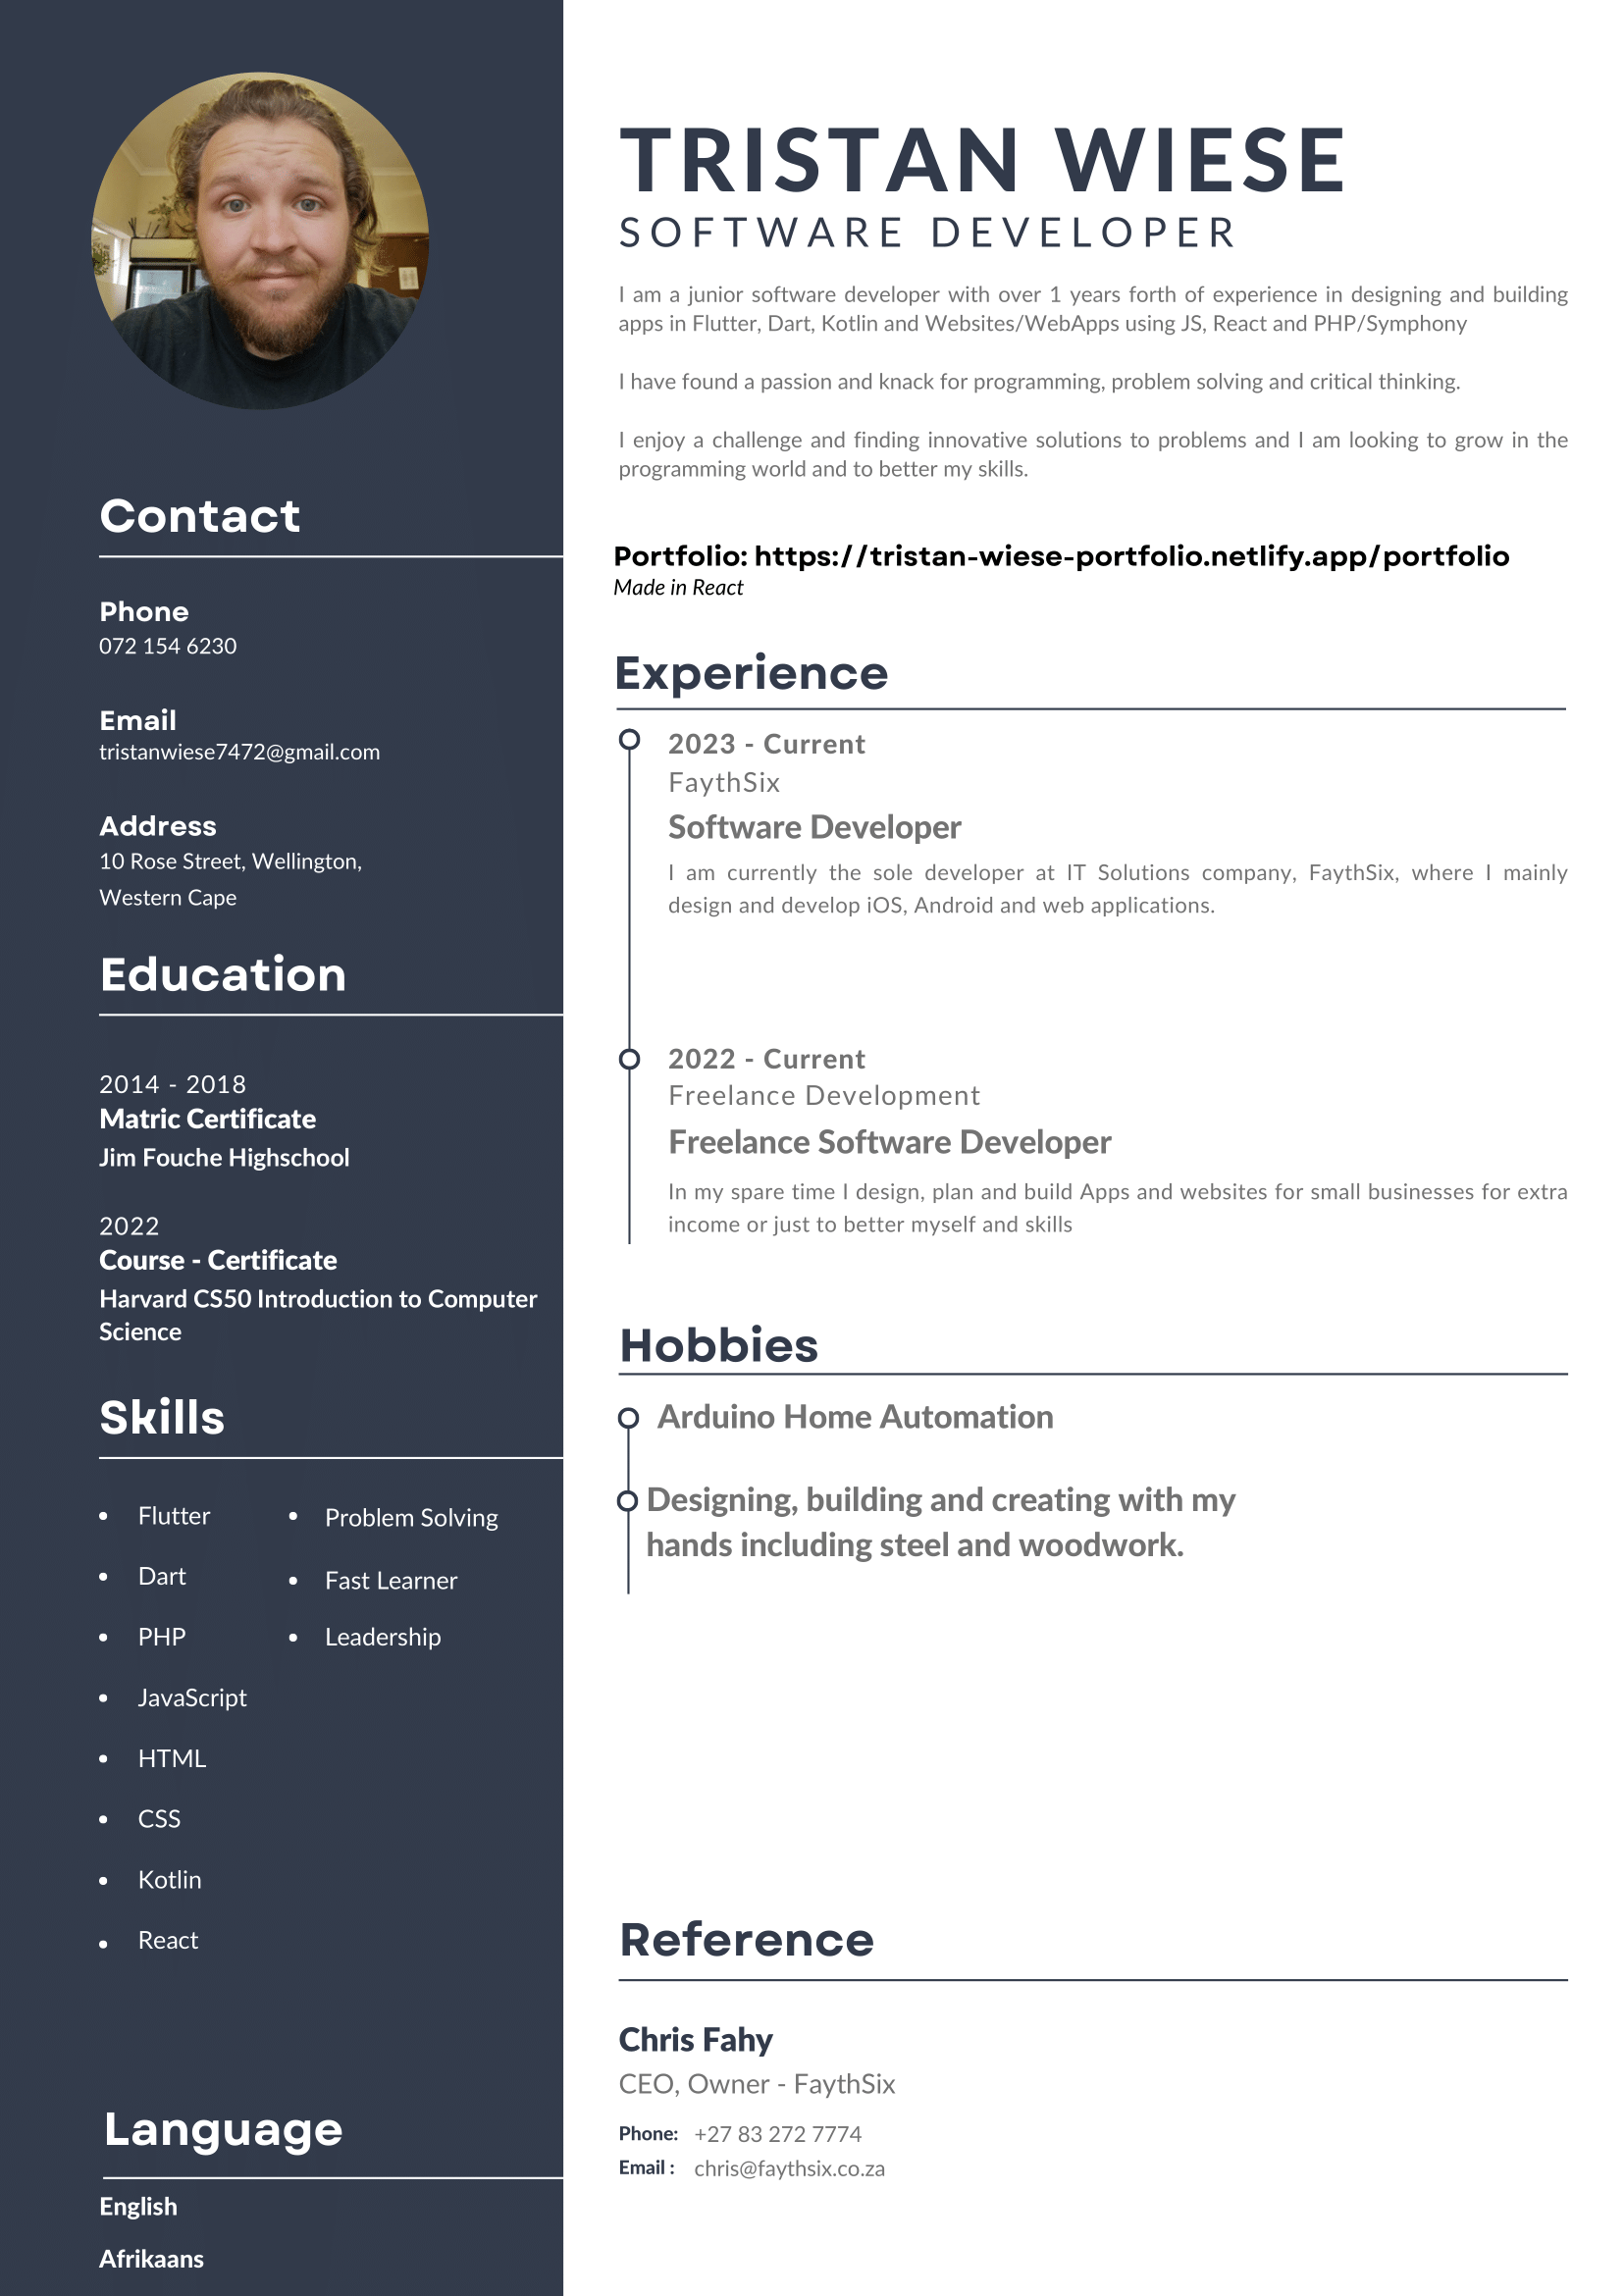 TRISTAN WIESE
SOFTWARE DEVELOPER
I am a junior software developer with over 1 years forth of experience in designing and building
apps in Flutter, Dart, Kotlin and Websites/WebApps using JS, React and PHP/Symphony
I have found a passion and knack for programming, problem solving and critical thinking.
I enjoy a challenge and finding innovative solutions to problems and I am looking to grow in the
programming world and to better my skills.
Portfolio: https://tristan-wiese-portfolio.netlify.app/portfolio
Made in React
Contact
Phone
072 154 6230
Email
tristanwiese7472@gmail.com
Address
10 Rose Street, Wellington,
Western Cape
Education
2014 - 2018
Matric Certificate
Jim Fouche Highschool
2022
Course - Certificate
Harvard CS50 Introduction to Computer
Science
Skills
Flutter
Dart
PHP
JavaScript
HTML
CSS
Kotlin
React
Problem Solving
Fast Learner
Leadership
Language
English
Afrikaans
Experience
2023 - Current
FaythSix
Software Developer
I am currently the sole developer at IT Solutions company, FaythSix, where I mainly
design and develop iOS, Android and web applications.
2022 - Current
Freelance Development
Freelance Software Developer
In my spare time I design, plan and build Apps and websites for small businesses for extra
income or just to better myself and skills
Hobbies
Arduino Home Automation
Designing, building and creating with my
hands including steel and woodwork.
Reference
Chris Fahy
CEO, Owner - FaythSix
Phone: +27 83 272 7774
Email : chris@faythsix.co.za